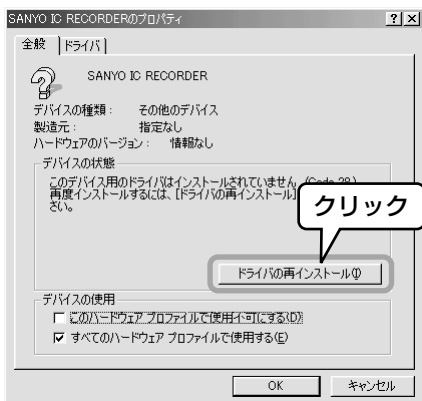 SANYO IC RECORDERのプロパティ
全般
ドライバ
SANYO IC RECORDER
デバイスの種類： その他のデバイス
製造元： 指定なし
ハードウェアのバージョン： 情報なし
デバイスの状態
このデバイス用のドライバはインストールされていません (Code 28)
再度インストールするには、[ドライバの再インストール]
さい。
クリック
ドライバの再インストール(I)
デバイスの使用
このハードウェア プロファイルで使用不可にする(D)
すべてのハードウェア プロファイルで使用する(E)
OK
キャンセル